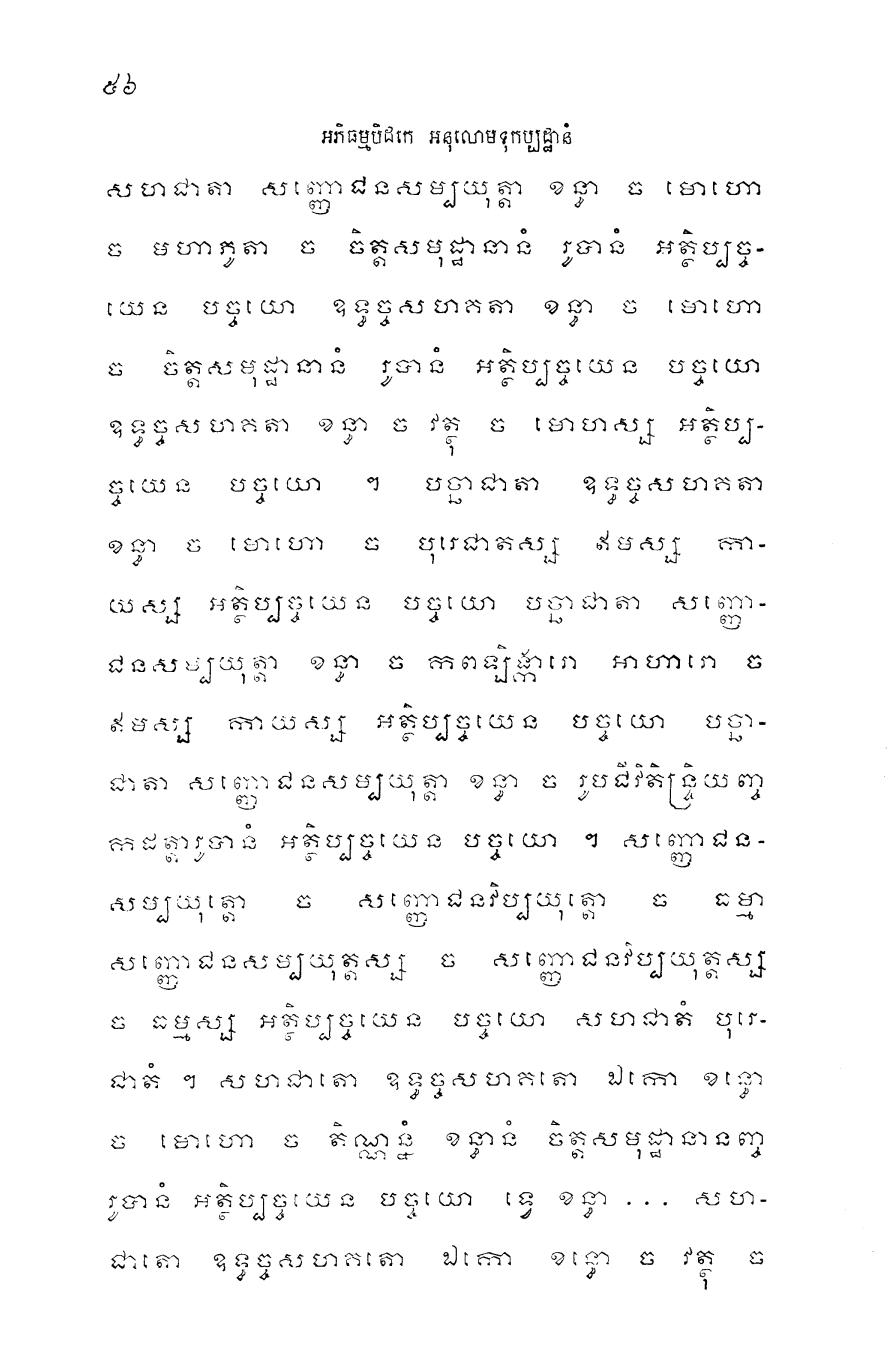 ៥៦
អភិធម្មបិដកេ អនុលោមទុកប្បដ្ឋានំ
សហជាតា សញ្ញោជនសម្បយុត្តា ខន្ធា ច មោហោ
ច មហាភូតា ច ចិត្តសមុដ្ឋានានំ រូបានំ អត្ថិប្បច្ច-
យេន បច្ចយោ ឧទ្ធច្ចសហគតា ខន្ធា ច មោហោ
ច ចិត្តសមុដ្ឋានានំ រូបានំ អត្ថិប្បច្ចយេន បច្ចយោ
ឧទ្ធច្ចសហគតា ខន្ធា ច វត្ថុ ច មោហស្ស អត្ថិប្ប-
ច្ចយេន បច្ចយោ ។ បច្ឆាជាតា ឧទ្ធច្ចសហគតា
ខន្ធា ច មោហោ ច បុរេជាតស្ស ឥមស្ស កា-
យស្ស អត្ថិប្បច្ចយេន បច្ចយោ បច្ឆាជាតា សញ្ញោ-
ជនសម្បយុត្តា ខន្ធា ច កពឡិង្ការោ អាហារោ ច
ឥមស្ស កាយស្ស អត្ថិប្បច្ចយេន បច្ចយោ បច្ឆា-
ជាតា សញ្ញោជនសម្បយុត្តា ខន្ធា ច រូបជីវិតិន្ទ្រិយញ្ច
កដត្តារូបានំ អត្ថិប្បច្ចយេន បច្ចយោ ។ សញ្ញោជន-
សម្បយុត្តោ ច សញ្ញោជនវិប្បយុត្តោ ច ធម្មា
សញ្ញោជនសម្បយុត្តស្ស ច សញ្ញោជនវិប្បយុត្តស្ស
ច ធម្មស្ស អត្ថិប្បច្ចយេន បច្ចយោ សហជាតំ បុរេ-
ជាតំ ។ សហជាតោ ឧទ្ធច្ចសហគតោ ឯកោ ខន្ធោ
ច មោហោ ច តិណ្ណន្នំ ខន្ធានំ ចិត្តសមុដ្ឋានានញ្ច
រូបានំ អត្ថិប្បច្ចយេន បច្ចយោ ទ្វេ ខន្ធា ... សហ-
ជាតោ ឧទ្ធច្ចសហគតោ ឯកោ ខន្ធោ ច វត្ថុ ច